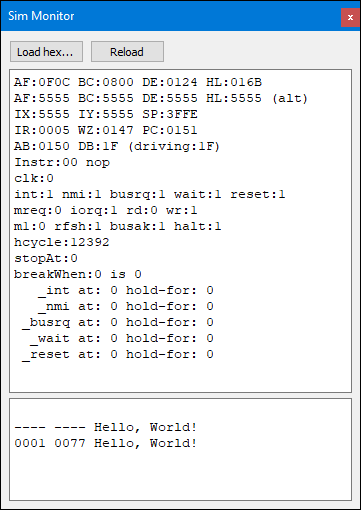 Sim Monitor
x
Load hex... Reload
AF:0F0C BC:0800 DE:0124 HL:016B
AF:5555 BC:5555 DE:5555 HL:5555 (alt)
IX:5555 IY:5555 SP:3FFE
IR:0005 WZ:0147 PC:0151
AB:0150 DB:1F (driving:1F)
Instr:00 nop
clk:0
int:1 nmi:1 busrq:1 wait:1 reset:1
mreq:0 iorq:1 rd:0 wr:1
m1:0 rfsh:1 busak:1 halt:1
hcycle:12392
stopAt:0
breakWhen:0 is 0
_int at: 0 hold-for: 0
_nmi at: 0 hold-for: 0
_busrq at: 0 hold-for: 0
_wait at: 0 hold-for: 0
_reset at: 0 hold-for: 0
---- ---- Hello, World!
0001 0077 Hello, World!